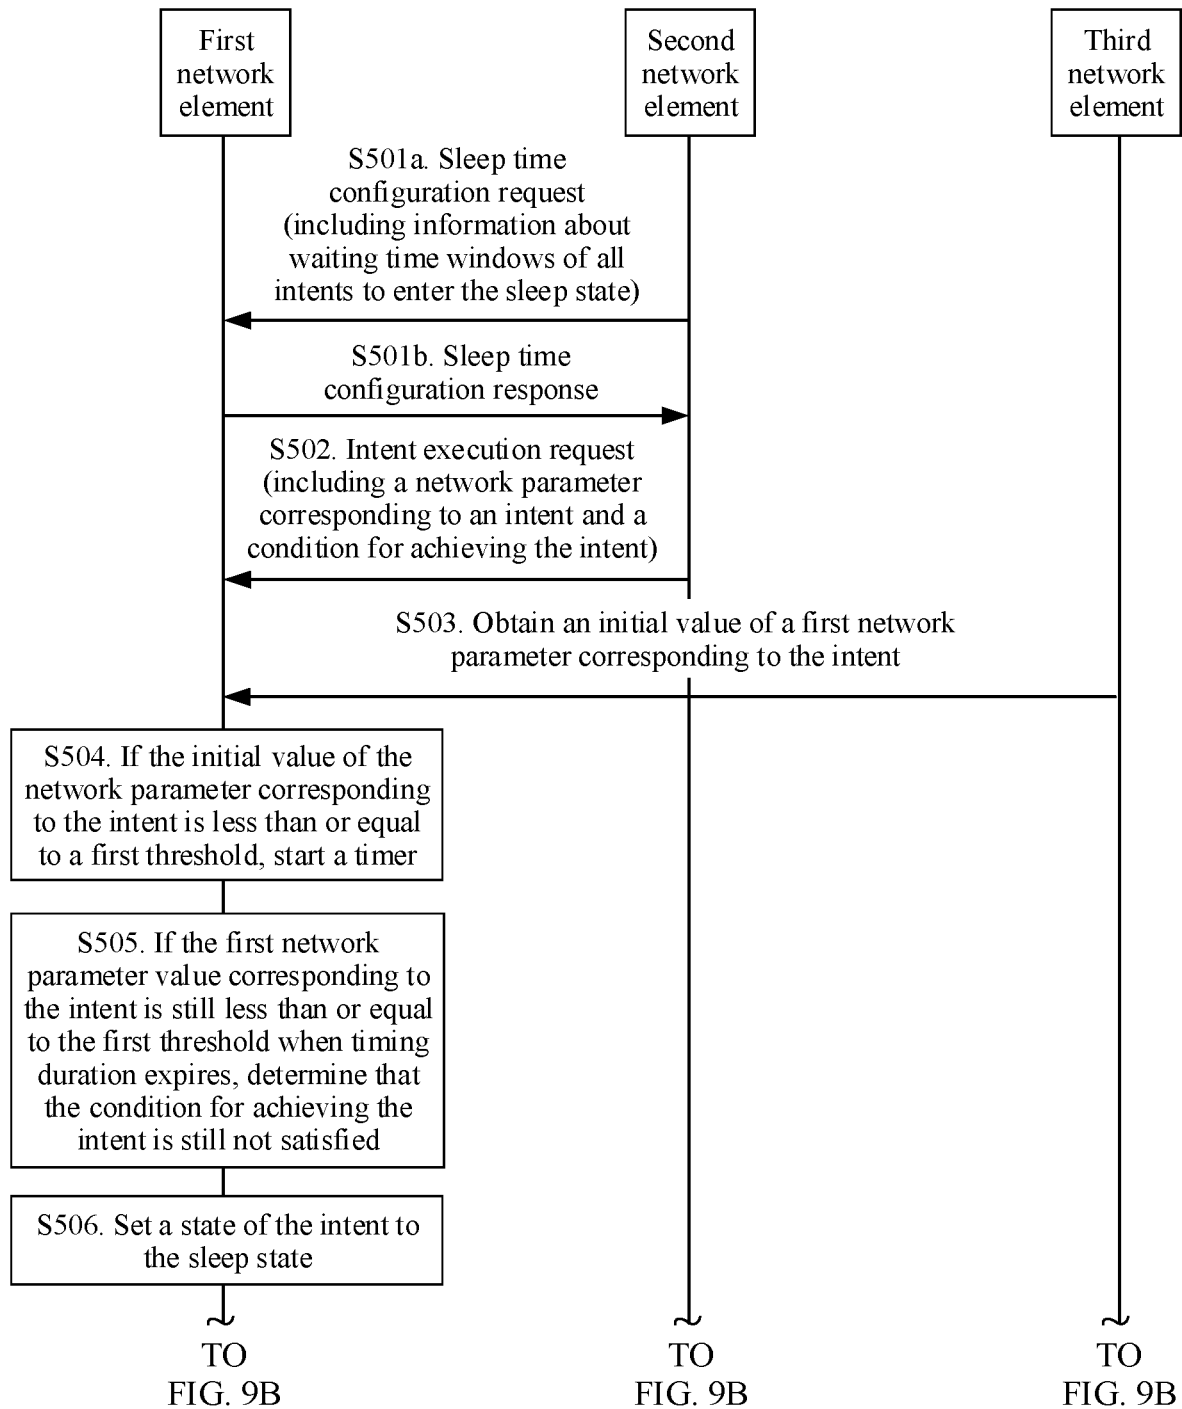 First
network
element
Second
network
element
Third
network
element
S501a. Sleep time
configuration request
(including information about
waiting time windows of all
intents to enter the sleep state)
S501b. Sleep time
configuration response
S502. Intent execution request
(including a network parameter
corresponding to an intent and a
condition for achieving the intent)
S503. Obtain an initial value of a first network
parameter corresponding to the intent
S504. If the initial value of the
network parameter corresponding
to the intent is less than or equal
to a first threshold, start a timer
S505. If the first network
parameter value corresponding to
the intent is still less than or equal
to the first threshold when timing
duration expires, determine that
the condition for achieving the
intent is still not satisfied
S506. Set a state of the intent to
the sleep state
TO
FIG. 9B
TO
FIG. 9B
TO
FIG. 9B